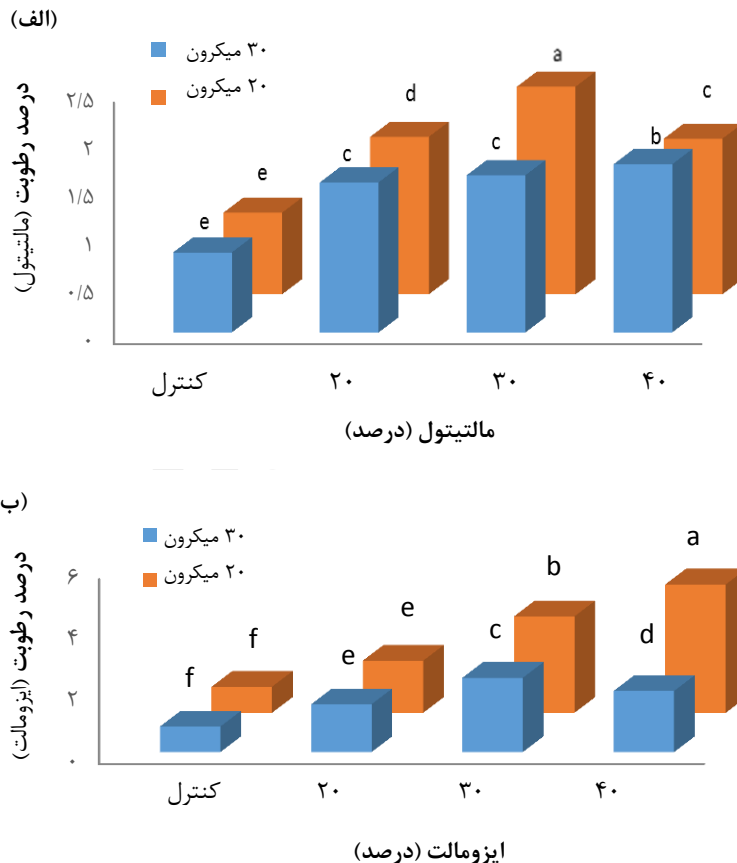 (الف)
۳۰ میکرون
۲۰ میکرون
درصد رطوبت (مالتیتول)
۲/۵
۲
۱/۵
۱
۰/۵
۰
e
e
c
d
c
a
b
c
کنترل ۲۰ ۳۰ ۴۰
مالتیتول (درصد)
(ب
۳۰ میکرون
۲۰ میکرون
درصد رطوبت (ایزومالت)
۶
۴
۲
۰
f
f
e
e
c
b
d
a
کنترل ۲۰ ۳۰ ۴۰
ایزومالت (درصد)